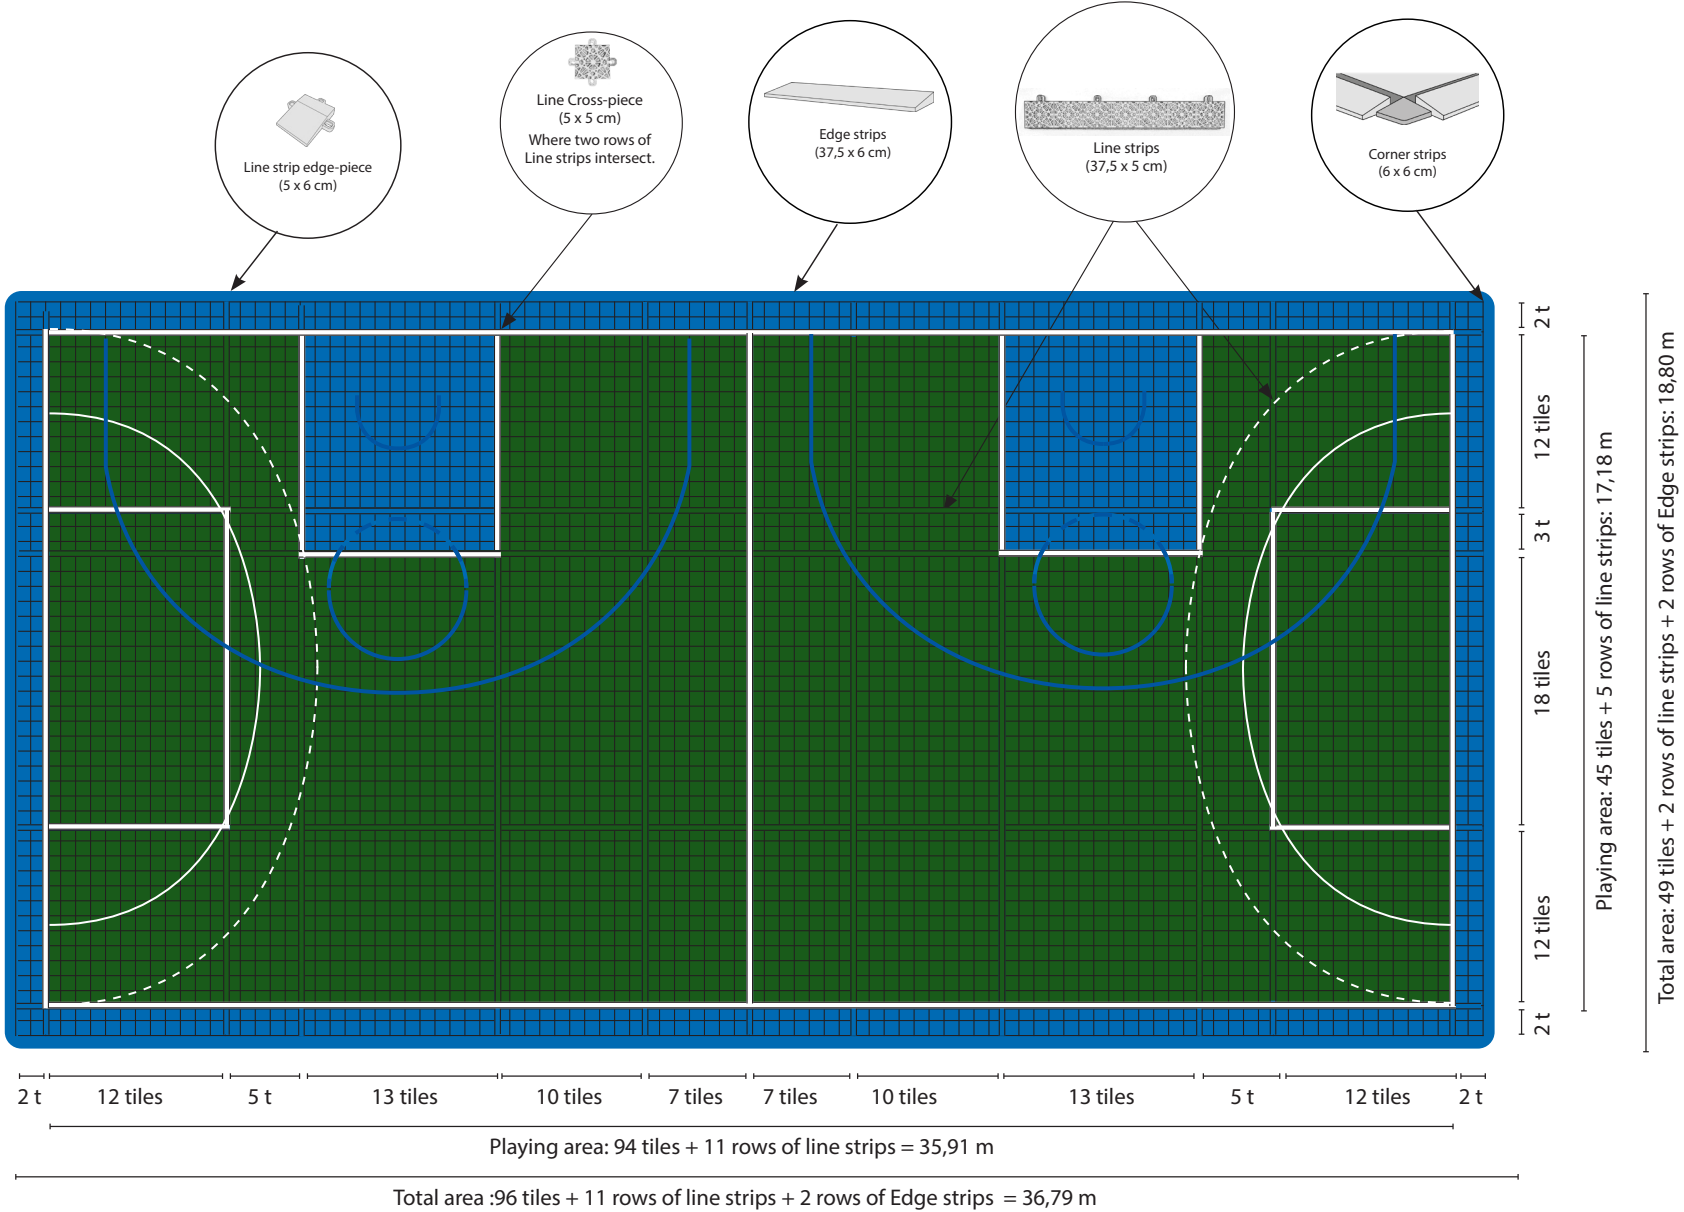 Line strip edge-piece
(5 x 6 cm)
Line Cross-piece
(5 x 5 cm)
Where two rows of
Line strips intersect.
Edge strips
(37,5 x 6 cm)
Line strips
(37,5 x 5 cm)
Corner strips
(6 x 6 cm)
2 t
12 tiles
3 t
18 tiles
12 tiles
2 t
Playing area: 45 tiles + 5 rows of line strips: 17,18 m
Total area: 49 tiles + 2 rows of line strips + 2 rows of Edge strips: 18,80 m
2 t
12 tiles
5 t
13 tiles
10 tiles
7 tiles
7 tiles
10 tiles
13 tiles
5 t
12 tiles
2 t
Playing area: 94 tiles + 11 rows of line strips = 35,91 m
Total area :96 tiles + 11 rows of line strips + 2 rows of Edge strips = 36,79 m